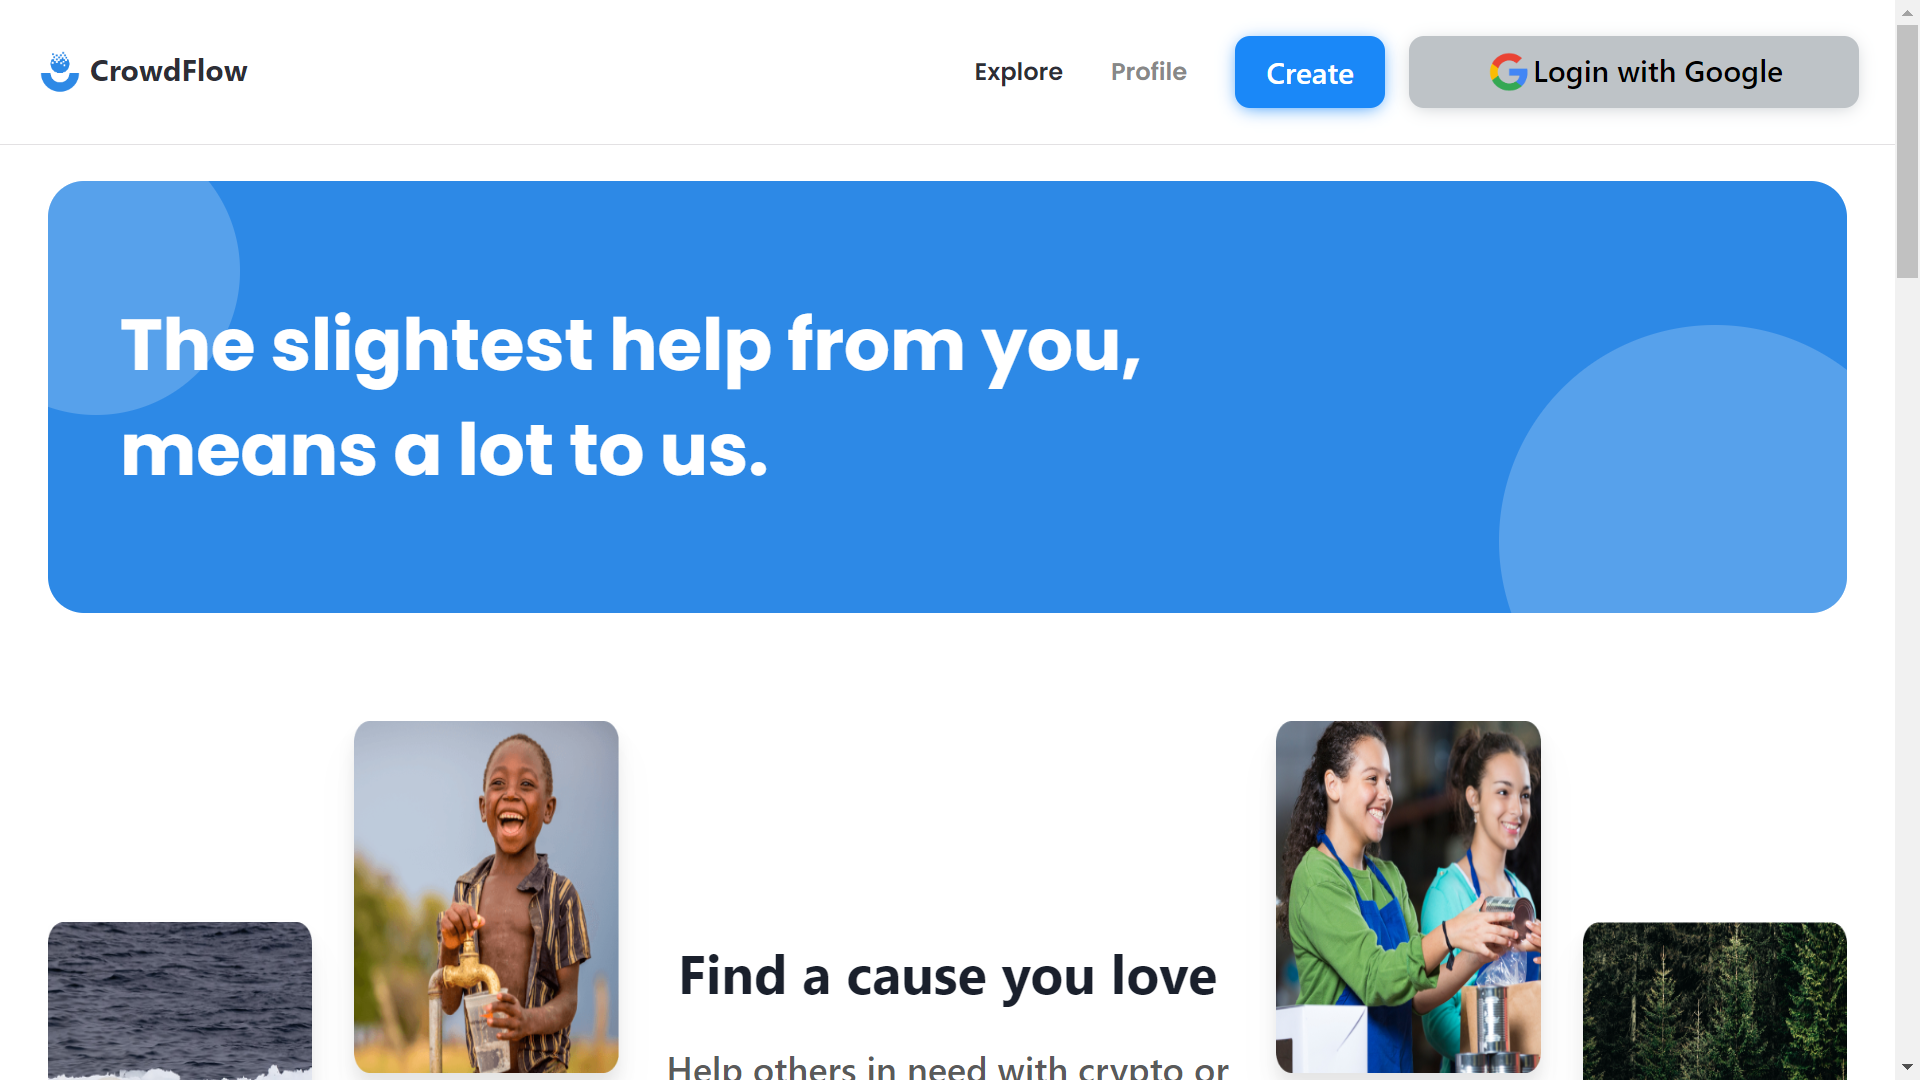 CrowdFlow
Explore
Profile
Create
Login with Google
The slightest help from you,
means a lot to us.
Find a cause you love
Help others in need with crypto or